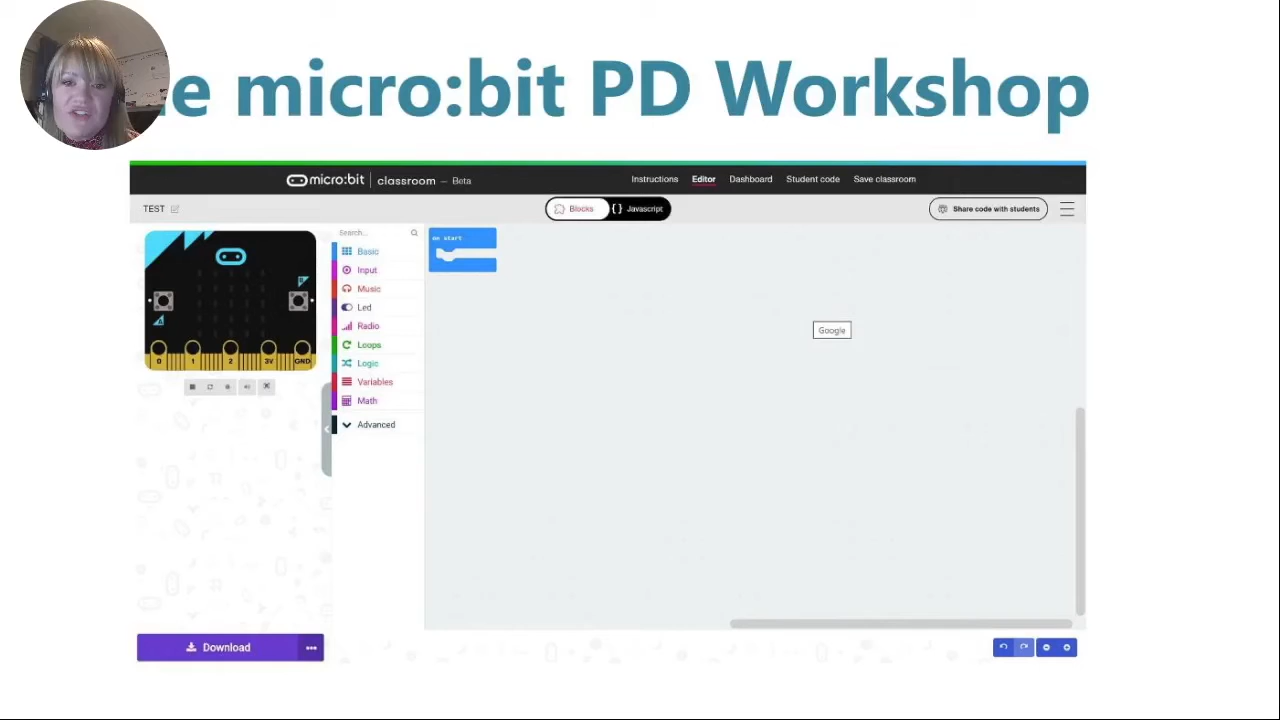 e micro:bit PD Workshop
micro:bit classroom – Beta
Instructions Editor Dashboard Student code Save classroom
TEST
Blocks {} Javascript
Share code with students
Search...
on start
Basic
Input
Music
Led
Radio
Loops
Logic
Variables
Math
Advanced
Google
A
B
0 1 2 3V GND
Download